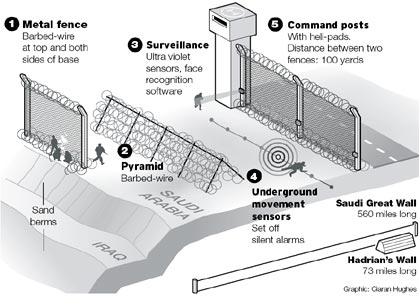 1 Metal fence
Barbed-wire
at top and both
sides of base
3 Surveillance
Ultra violet
sensors, face
recognition
software
5 Command posts
With heli-pads.
Distance between two
fences: 100 yards
2
Pyramid
Barbed-wire
4
Underground
movement
sensors
Set off
silent alarms
Sand
berms
IRAQ
SAUDI
ARABIA
Saudi Great Wall
560 miles long
Hadrian's Wall
73 miles long
Graphic: Ciaran Hughes